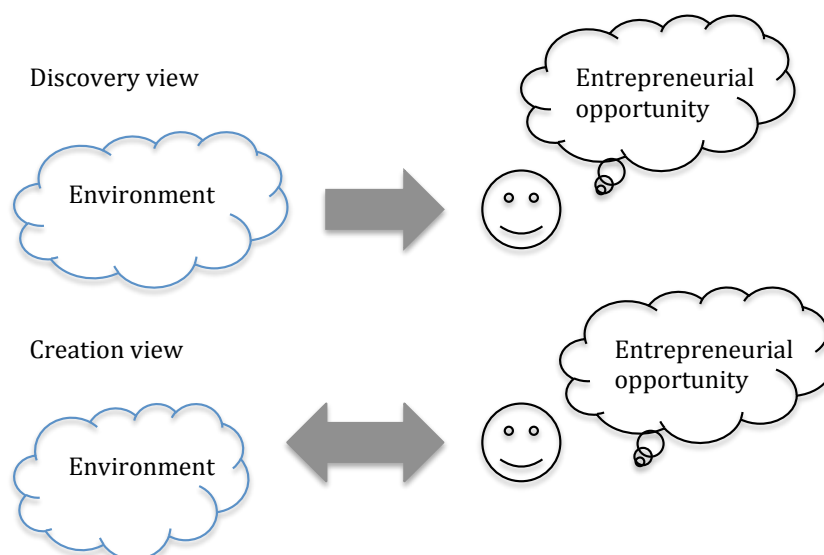 Discovery view
Entrepreneurial
opportunity
Environment
Creation view
Entrepreneurial
opportunity
Environment